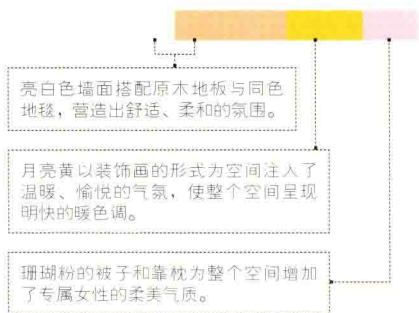 亮白色墙面搭配原木地板与同色
地毯，营造出舒适、柔和的氛围。
月亮黄以装饰画的形式为空间注入了
温暖、愉悦的气氛，使整个空间呈现
明快的暖色调。
珊瑚粉的被子和靠枕为整个空间增加
了专属女性的柔美气质。